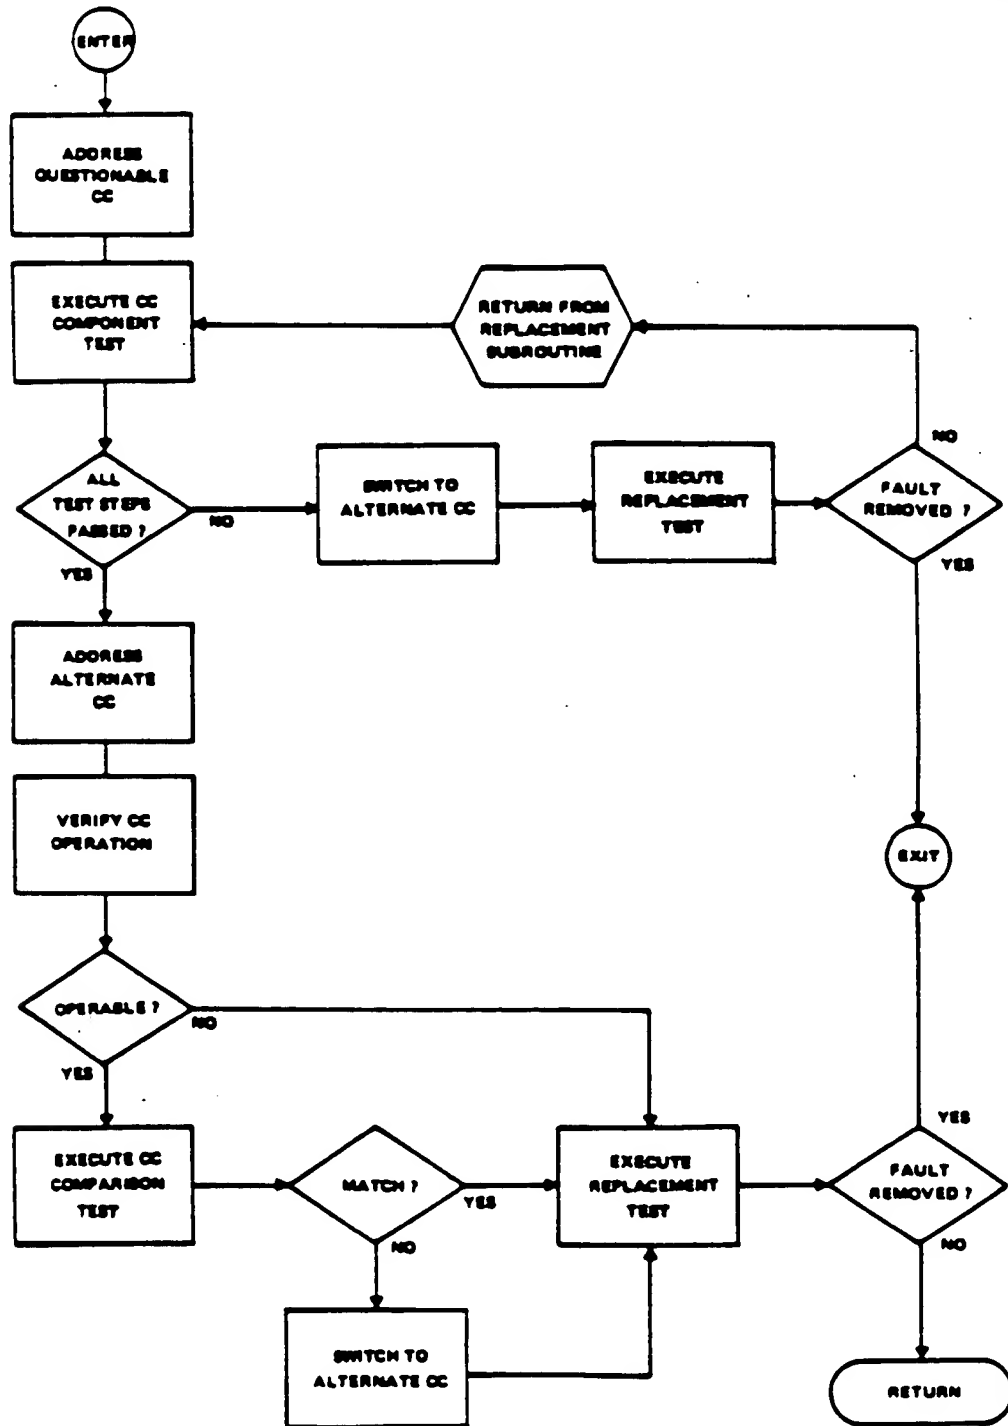 ENTER
ADDRESS
QUESTIONABLE
CC
EXECUTE CC
COMPONENT
TEST
RETURN FROM
REPLACEMENT
SUBROUTINE
ALL
TEST STEPS
PASSED ?
NO
YES
SWITCH TO
ALTERNATE CC
EXECUTE
REPLACEMENT
TEST
NO
FAULT
REMOVED ?
YES
ADDRESS
ALTERNATE
CC
VERIFY CC
OPERATION
EXIT
OPERABLE ?
NO
YES
EXECUTE CC
COMPARISON
TEST
MATCH ?
YES
NO
EXECUTE
REPLACEMENT
TEST
YES
FAULT
REMOVED ?
NO
SWITCH TO
ALTERNATE CC
RETURN